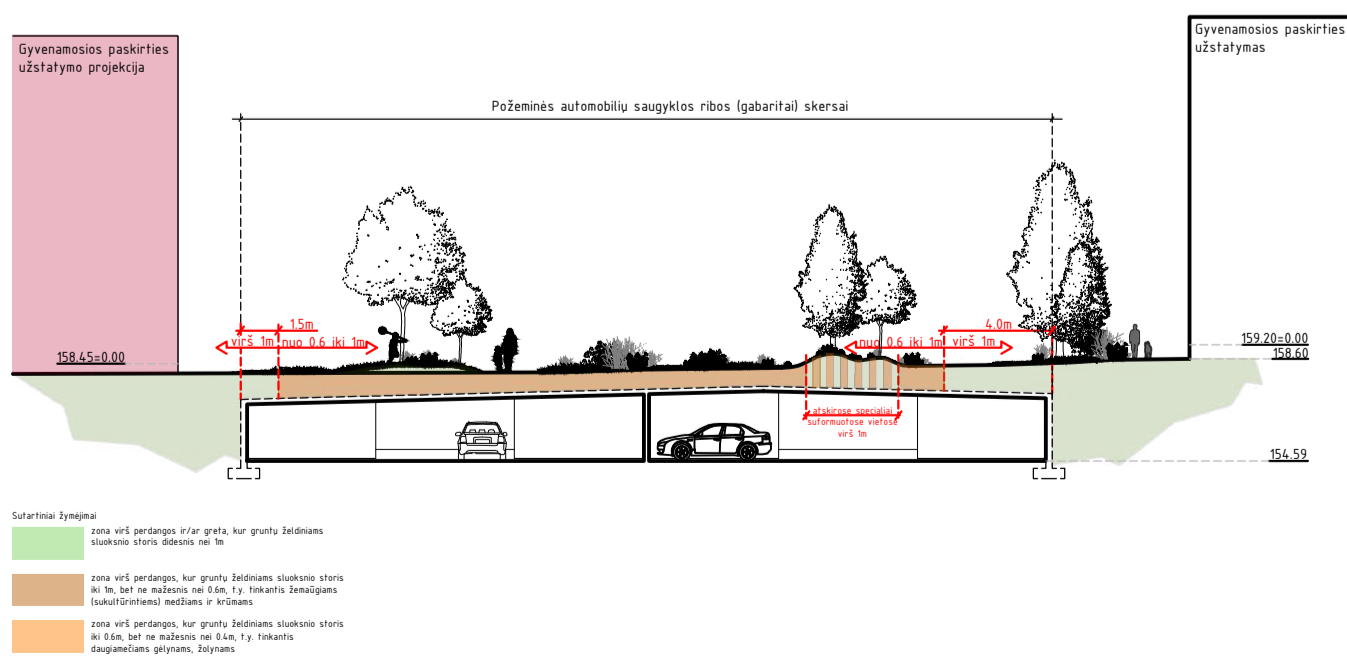 Gyvenamosios paskirties
užstatymo projekcija
Gyvenamosios paskirties
užstatymas
Požeminės automobilių saugyklos ribos (gabaritai) skersai
1.5m
virš 1m
nuo 0.6 iki 1m
4.0m
nuo 0.6 iki 1m
virš 1m
158.45=0.00
159.20=0.00
158.60
atskirose specialiai
suformuotose vietose
virš 1m
154.59
Sutartiniai žymėjimai
zona virš perdangos ir/ar greta, kur gruntų želdiniams
sluoksnio storis didesnis nei 1m
zona virš perdangos, kur gruntų želdiniams sluoksnio storis
iki 1m, bet ne mažesnis nei 0.6m, t.y. tinkantis žemaūgiams
(sukultūrintiems) medžiams ir krūmams
zona virš perdangos, kur gruntų želdiniams sluoksnio storis
iki 0.6m, bet ne mažesnis nei 0.4m, t.y. tinkantis
daugiamečiams gėlynams, žolynams